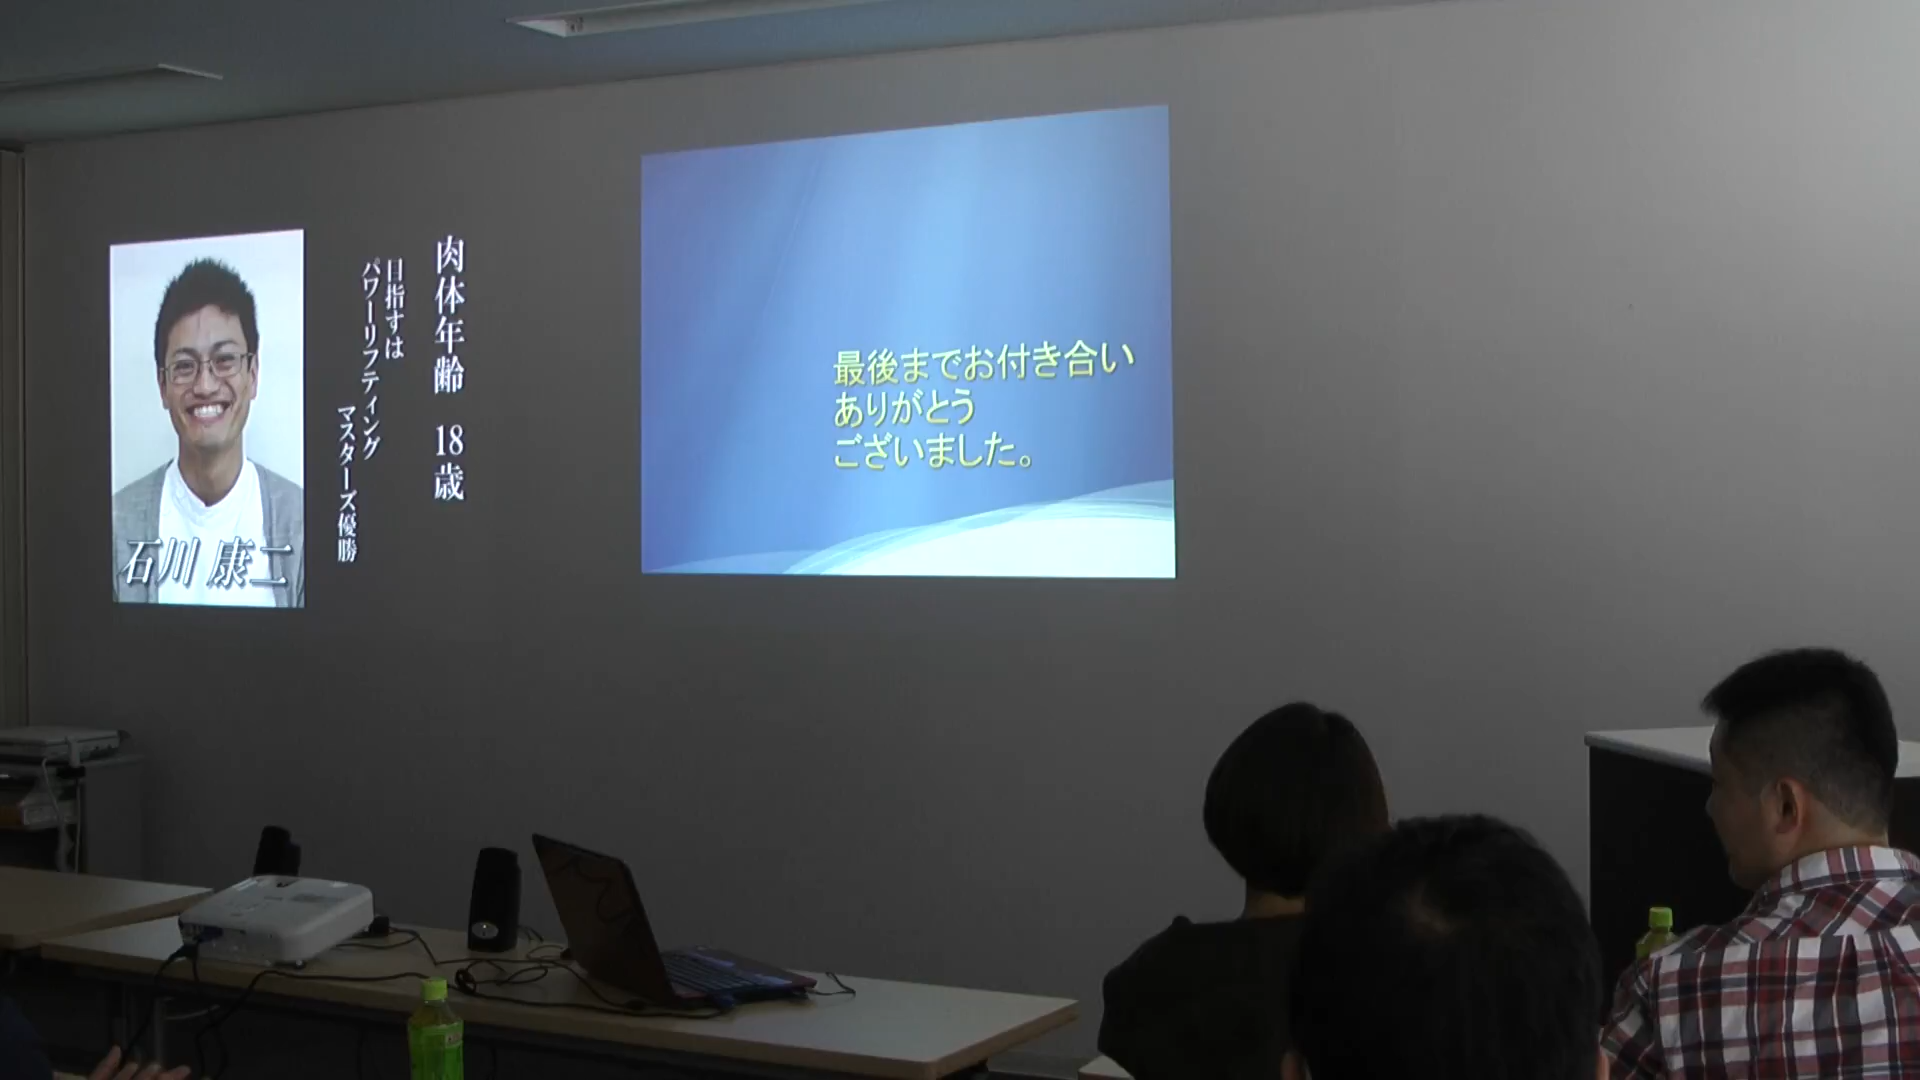 肉体年齢 18歳
目指すは
パワーリフティング
マスターズ優勝
石川 康二
最後までお付き合い
ありがとう
ございました。